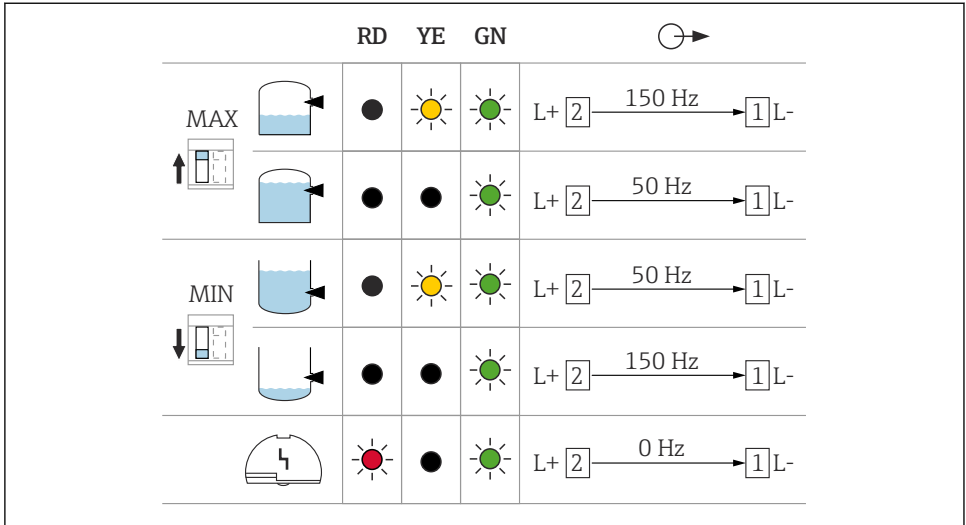 RD YE GN
MAX
L+ 2 150 Hz 1 L-
L+ 2 50 Hz 1 L-
MIN
L+ 2 50 Hz 1 L-
L+ 2 150 Hz 1 L-
L+ 2 0 Hz 1 L-